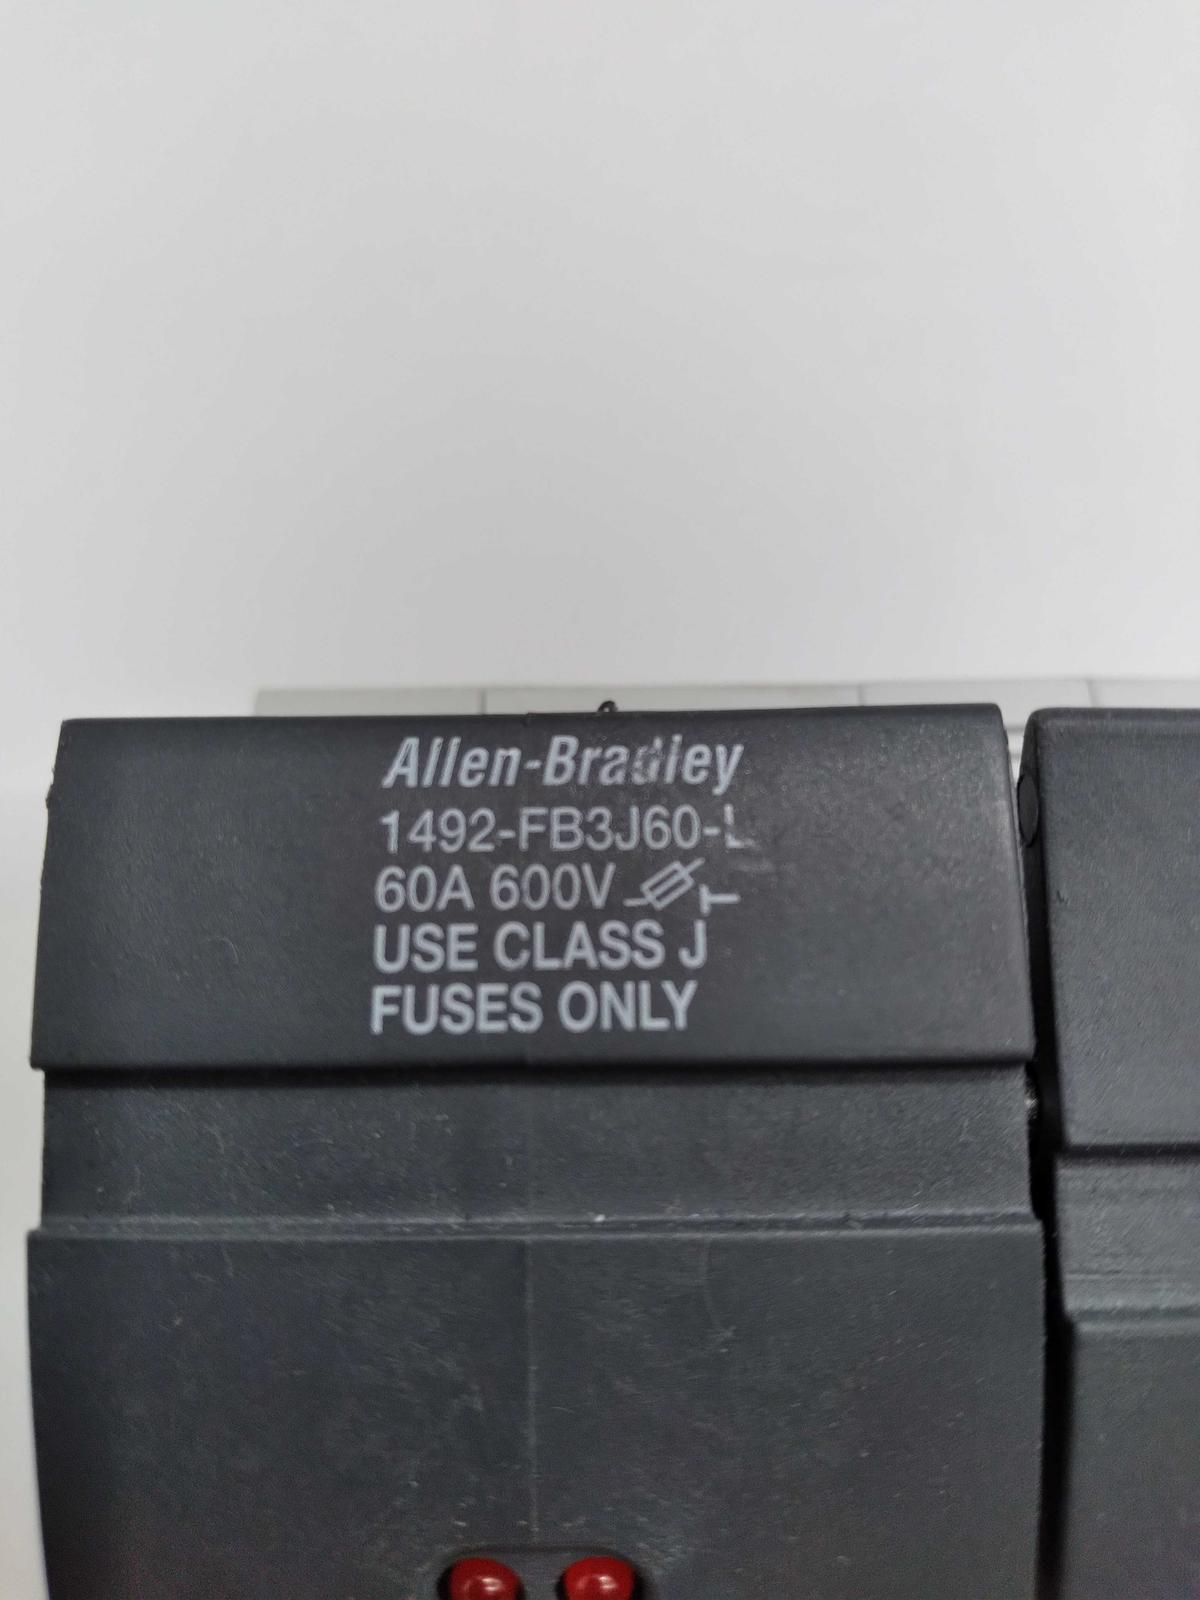 Allen-Bradley
1492-FB3J60-L
60A 600V
USE CLASS J
FUSES ONLY